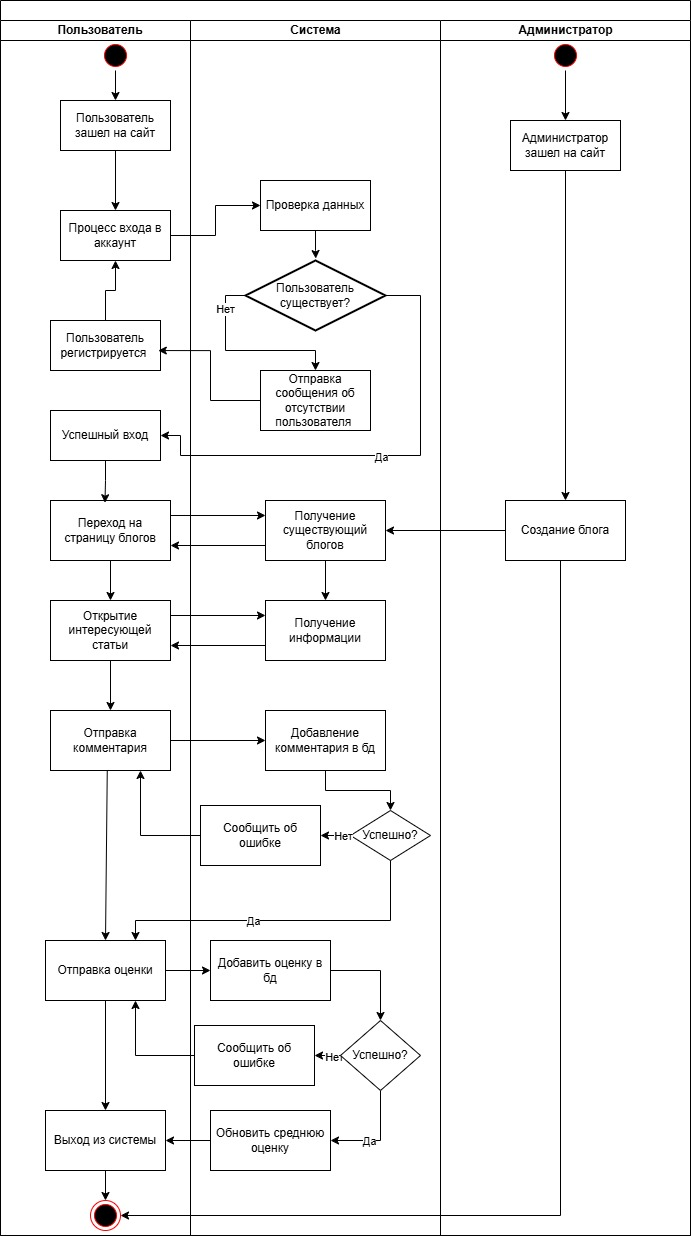 Пользователь
Система
Администратор
Пользователь
зашел на сайт
Администратор
зашел на сайт
Проверка данных
Процесс входа в
аккаунт
Пользователь
существует?
Нет
Пользователь
регистрируется
Отправка
сообщения об
отсутствии
пользователя
Успешный вход
Да
Переход на
страницу блогов
Получение
существующий
блогов
Создание блога
Открытие
интересующей
статьи
Получение
информации
Отправка
комментария
Добавление
комментария в бд
Сообщить об
ошибке
Нет
Успешно?
Да
Отправка оценки
Добавить оценку в
бд
Сообщить об
ошибке
Нет
Успешно?
Выход из системы
Обновить среднюю
оценку
Да